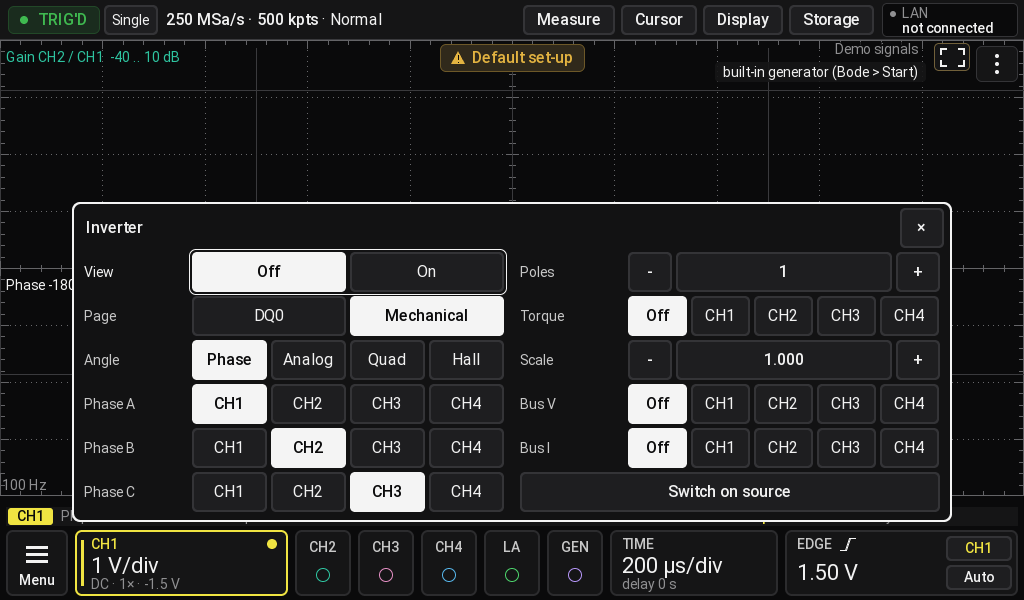 TRIG'D Single 250 MSa/s · 500 kpts · Normal Measure Cursor Display Storage LAN
not connected
Gain CH2 / CH1 -40 .. 10 dB Default set-up Demo signals
built-in generator (Bode > Start)
Inverter ×
View Off On Poles - 1 +
Page DQ0 Mechanical Torque Off CH1 CH2 CH3 CH4
Phase -180
Angle Phase Analog Quad Hall Scale - 1.000 +
Phase A CH1 CH2 CH3 CH4 Bus V Off CH1 CH2 CH3 CH4
Phase B CH1 CH2 CH3 CH4 Bus I Off CH1 CH2 CH3 CH4
Phase C CH1 CH2 CH3 CH4 Switch on source
100 Hz
CH1
Menu
CH1
1 V/div
DC · 1× · -1.5 V
CH2 CH3 CH4 LA GEN
TIME
200 µs/div
delay 0 s
EDGE
1.50 V
CH1
Auto